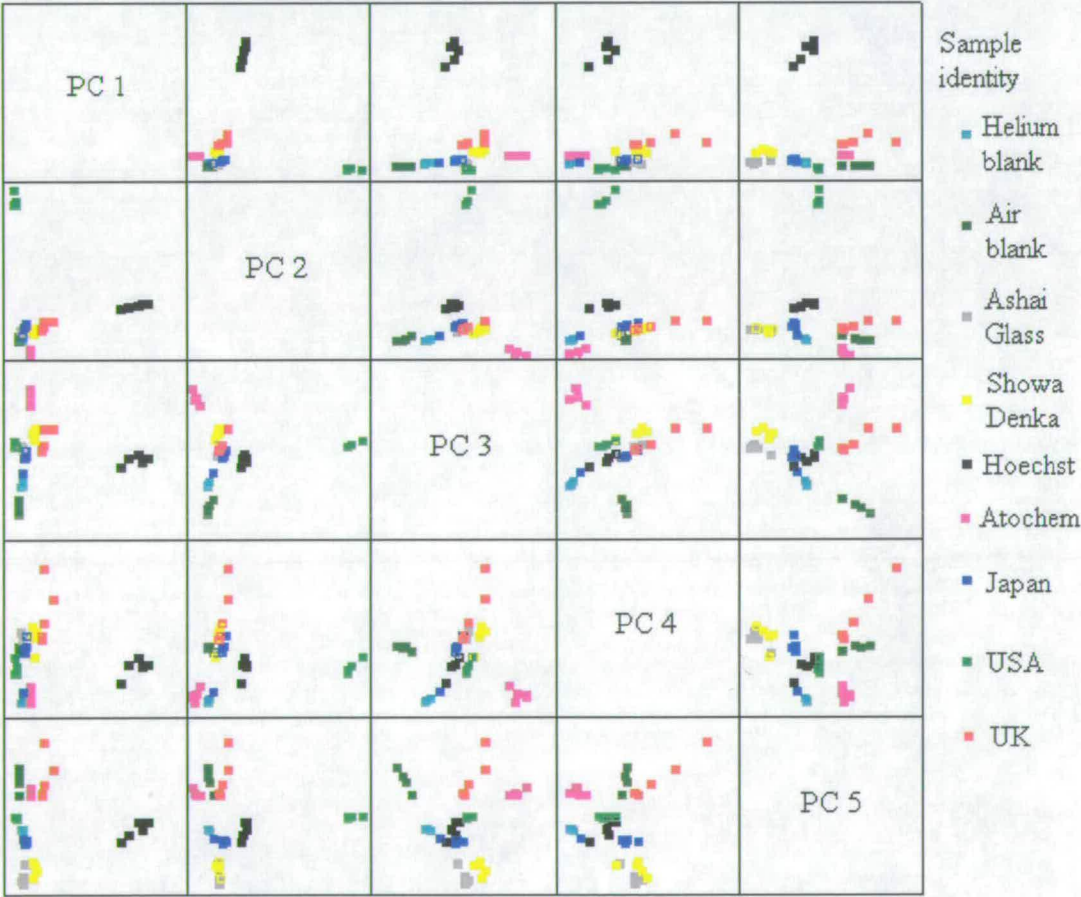 PC 1
PC 2
PC 3
PC 4
PC 5
Sample
identity
Helium
blank
Air
blank
Ashai
Glass
Showa
Denka
Hoechst
Atochem
Japan
USA
UK